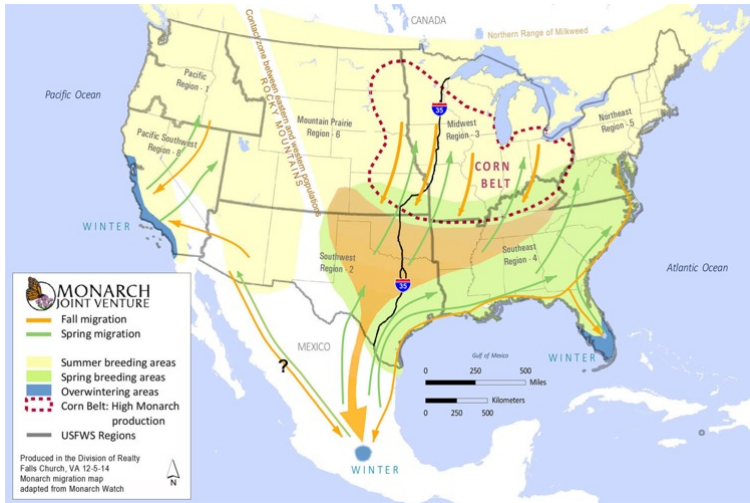 CANADA
Northern Range of Milkweed
Contact zone between eastern and western populations
ROCKY MOUNTAINS
Pacific
Region - 1
Pacific Ocean
Mountain Prairie
Region - 6
35
Midwest
Region - 3
Northeast
Region - 5
Pacific Southwest
Region - 8
CORN
BELT
WINTER
Southwest
Region - 2
Southeast
Region - 4
35
Atlantic Ocean
MONARCH
JOINT VENTURE
Fall migration
Spring migration
Summer breeding areas
Spring breeding areas
Overwintering areas
Corn Belt: High Monarch
production
USFWS Regions
Produced in the Division of Realty
Falls Church, VA 12-5-14
Monarch migration map
adapted from Monarch Watch
N
MEXICO
?
Gulf of Mexico
WINTER
0 250 500
Miles
Kilometers
0 250 500
WINTER